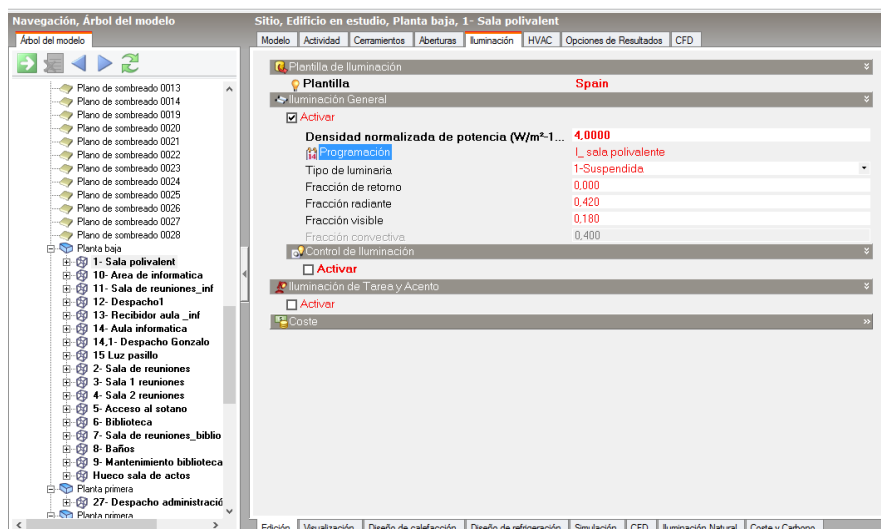 Navegación, Árbol del modelo
Árbol del modelo
Plano de sombreado 0013
Plano de sombreado 0014
Plano de sombreado 0019
Plano de sombreado 0020
Plano de sombreado 0021
Plano de sombreado 0022
Plano de sombreado 0023
Plano de sombreado 0024
Plano de sombreado 0025
Plano de sombreado 0026
Plano de sombreado 0027
Plano de sombreado 0028
Planta baja
1- Sala polivalent
10- Area de informatica
11- Sala de reuniones_inf
12- Despacho1
13- Recibidor aula _inf
14- Aula informatica
14,1- Despacho Gonzalo
15 Luz pasillo
2- Sala de reuniones
3- Sala 1 reuniones
4- Sala 2 reuniones
5- Acceso al sotano
6- Biblioteca
7- Sala de reuniones_biblio
8- Baños
9- Mantenimiento biblioteca
Hueco sala de actos
Planta primera
27- Despacho administració
Planta primera
Sitio, Edificio en estudio, Planta baja, 1- Sala polivalent
Modelo Actividad Cerramientos Aberturas Iluminación HVAC Opciones de Resultados CFD
Plantilla de Iluminación
Plantilla Spain
Iluminación General
Activar
Densidad normalizada de potencia (W/m²-1... 4,0000
Programación I_ sala polivalente
Tipo de luminaria 1-Suspendida
Fracción de retorno 0,000
Fracción radiante 0,420
Fracción visible 0,180
Fracción convectiva 0,400
Control de Iluminación
Activar
Iluminación de Tarea y Acento
Activar
Coste
Edición Visualización Diseño de calefacción Diseño de refrigeración Simulación CFD Iluminación Natural Coste y Carbono